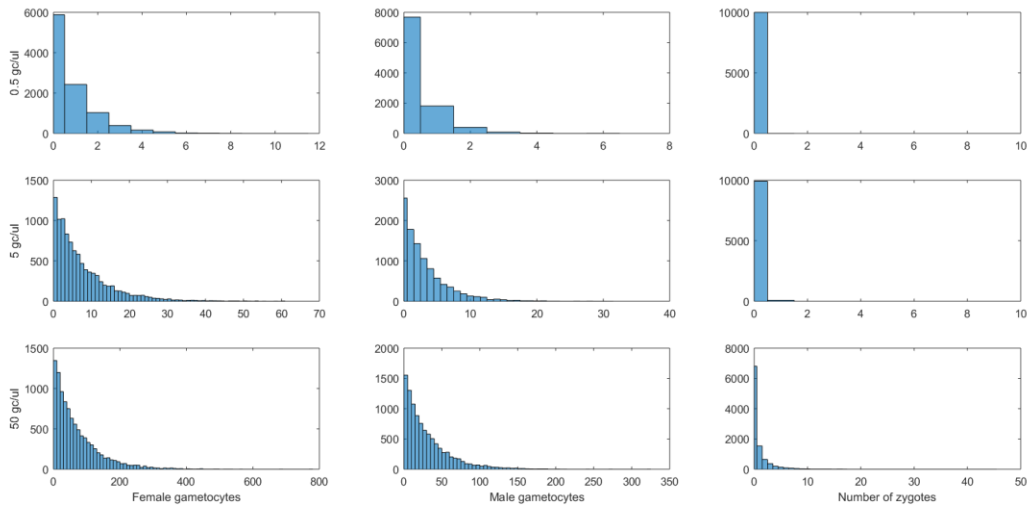 6000
4000
2000
0
0 2 4 6 8 10 12
0.5 gc/ul
8000
6000
4000
2000
0
0 2 4 6 8
10000
5000
0
0 2 4 6 8 10
1500
1000
500
0
0 10 20 30 40 50 60 70
5 gc/ul
3000
2000
1000
0
0 10 20 30 40
10000
5000
0
0 2 4 6 8 10
1500
1000
500
0
0 200 400 600 800
50 gc/ul
Female gametocytes
2000
1500
1000
500
0
0 50 100 150 200 250 300 350
Male gametocytes
8000
6000
4000
2000
0
0 10 20 30 40 50
Number of zygotes